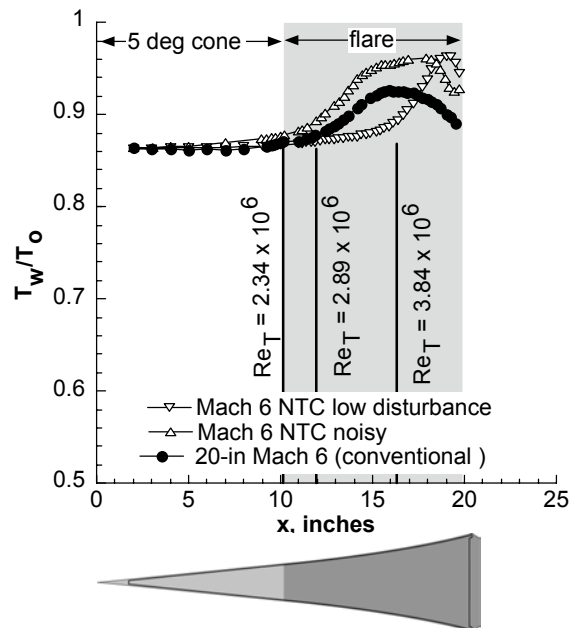 1
5 deg cone
flare
0.9
0.8
0.7
0.6
0.5
T_w/T_o
Re_T = 2.34 x 10^6
Re_T = 2.89 x 10^6
Re_T = 3.84 x 10^6
Mach 6 NTC low disturbance
Mach 6 NTC noisy
20-in Mach 6 (conventional )
0 5 10 15 20 25
x, inches